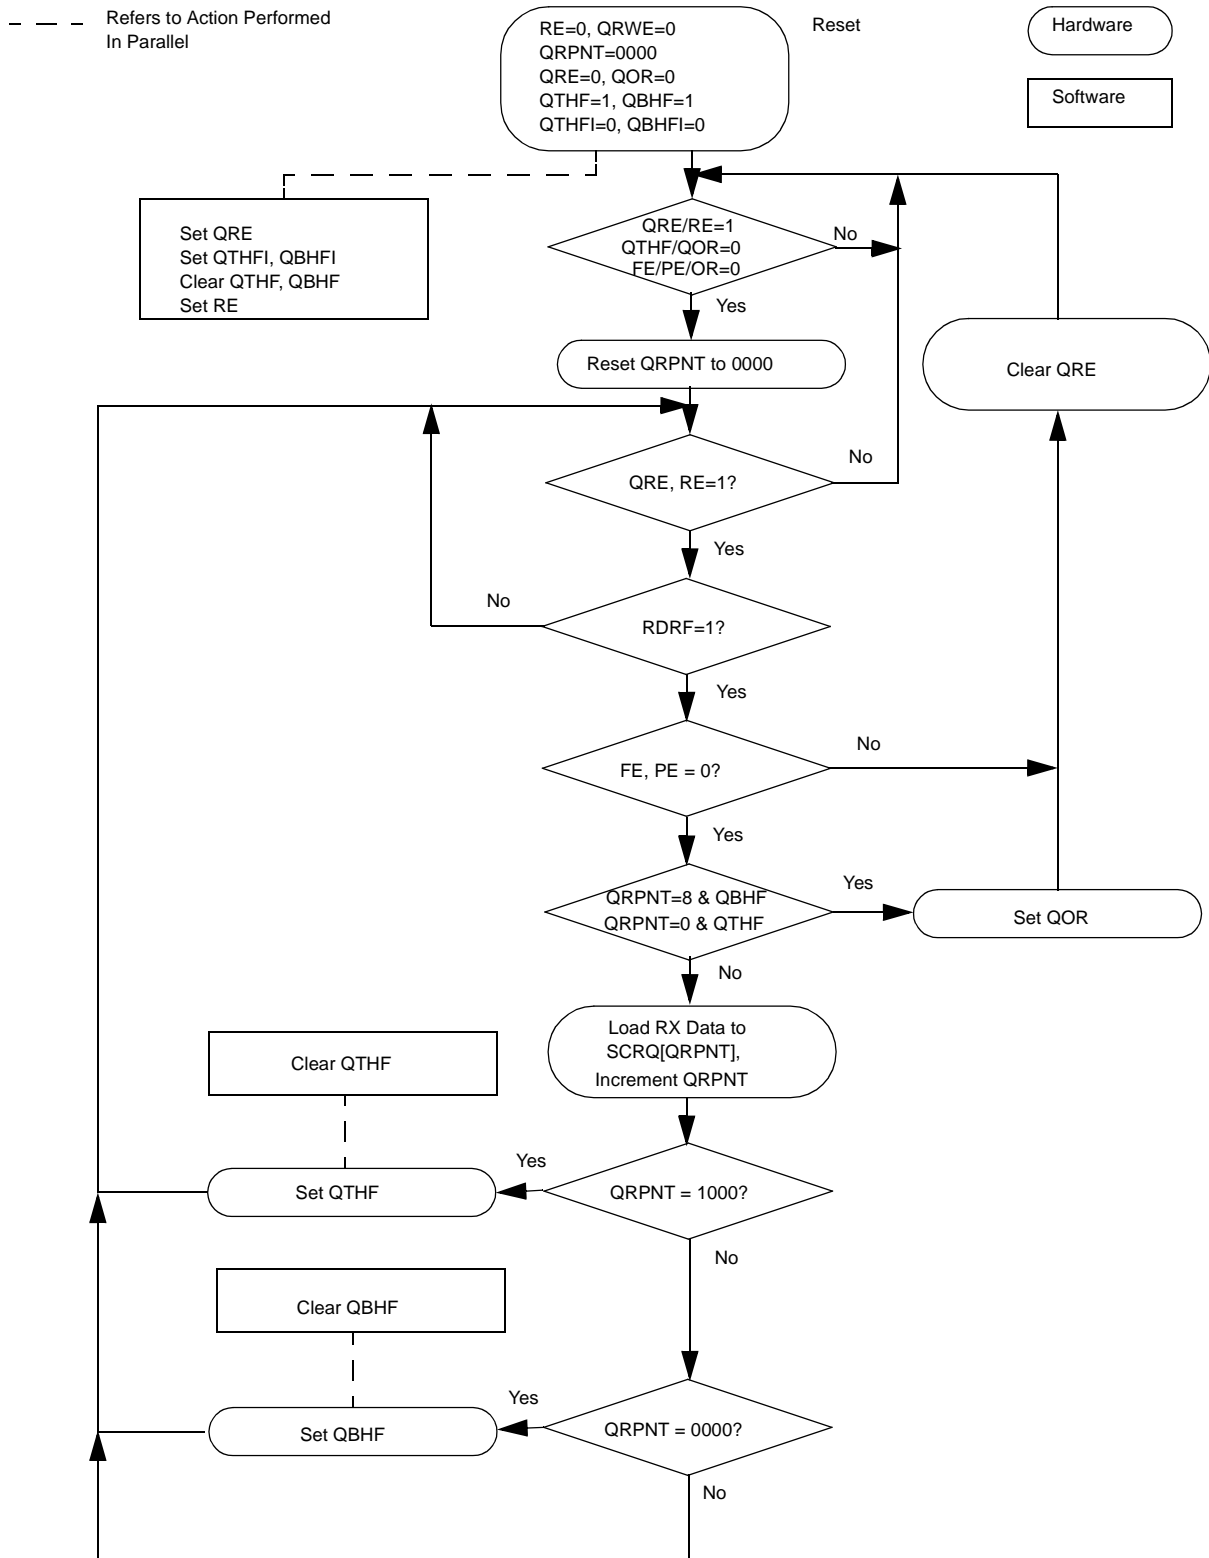 Refers to Action Performed
In Parallel
RE=0, QRWE=0
QRPNT=0000
QRE=0, QOR=0
QTHF=1, QBHF=1
QTHFI=0, QBHFI=0
Reset
Hardware
Software
Set QRE
Set QTHFI, QBHFI
Clear QTHF, QBHF
Set RE
QRE/RE=1
QTHF/QOR=0
FE/PE/OR=0
No
Yes
Reset QRPNT to 0000
Clear QRE
QRE, RE=1?
No
Yes
No
RDRF=1?
Yes
FE, PE = 0?
No
Yes
QRPNT=8 & QBHF
QRPNT=0 & QTHF
Yes
Set QOR
No
Load RX Data to
SCRQ[QRPNT],
Increment QRPNT
Clear QTHF
Set QTHF
Yes
QRPNT = 1000?
No
Clear QBHF
Set QBHF
Yes
QRPNT = 0000?
No